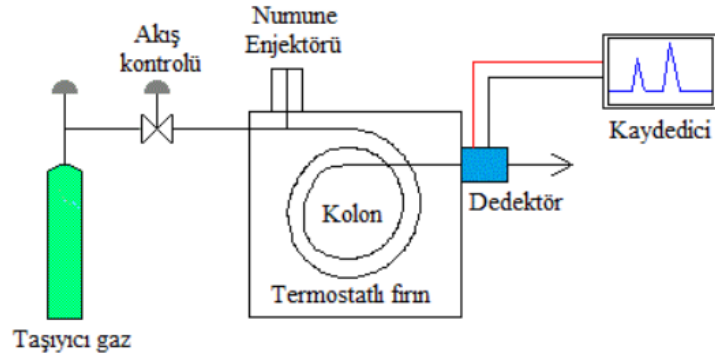 Numune
Enjektörü
Akış
kontrolü
Kaydedici
Dedektör
Kolon
Termostatlı fırın
Taşıyıcı gaz